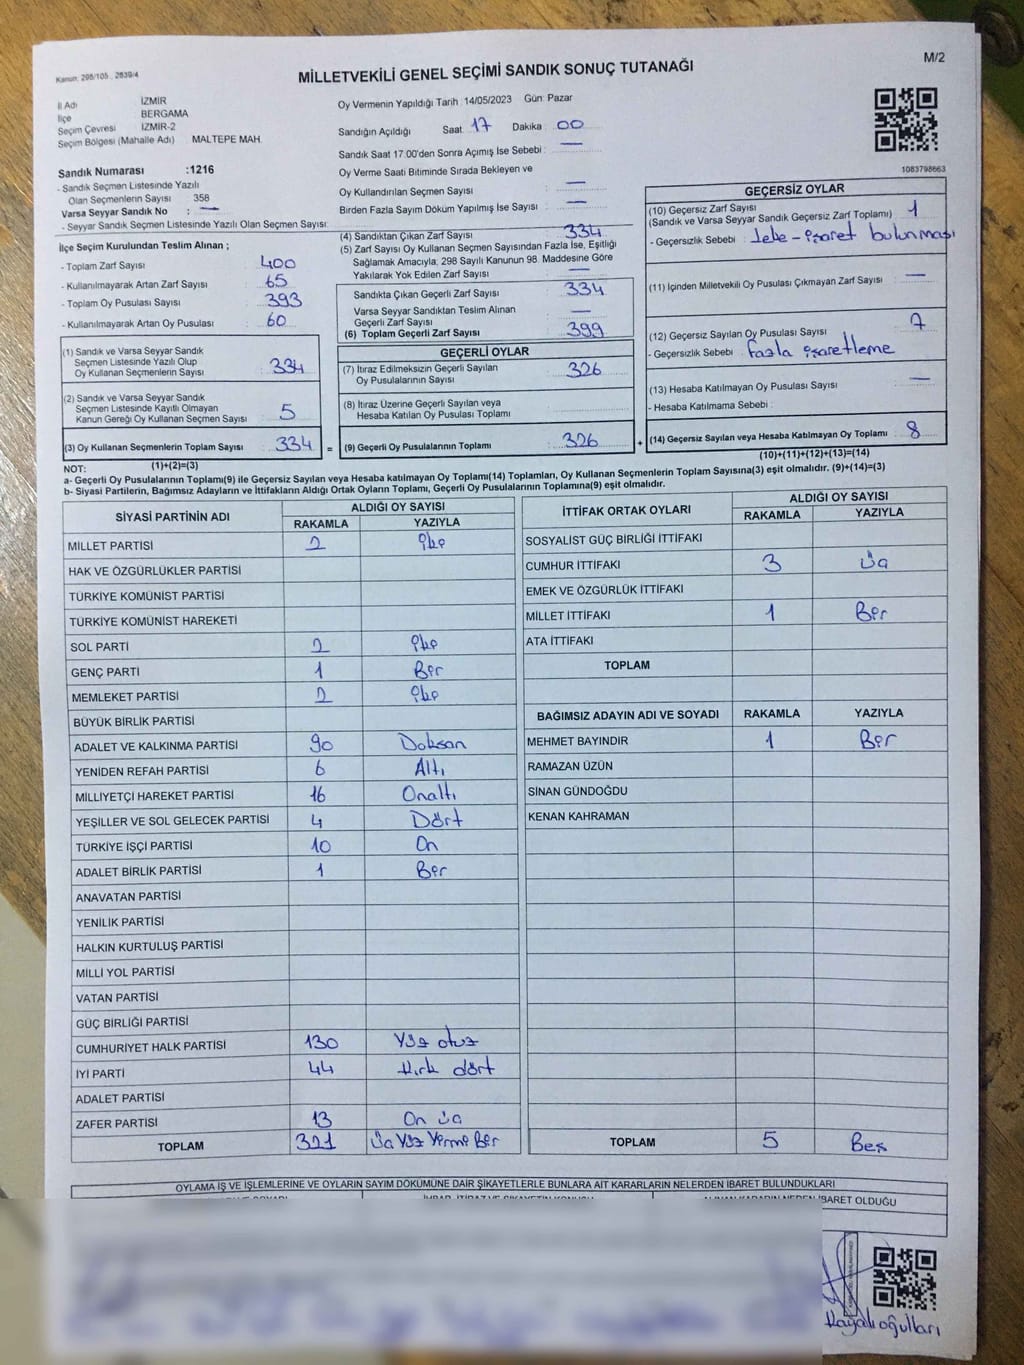 Kanun: 298/105 , 2839/4
MİLLETVEKİLİ GENEL SEÇİMİ SANDIK SONUÇ TUTANAĞI
M/2
İl Adı İZMİR
İlçe BERGAMA
Seçim Çevresi İZMİR-2
Seçim Bölgesi (Mahalle Adı) MALTEPE MAH.
Sandık Numarası :1216
- Sandık Seçmen Listesinde Yazılı
Olan Seçmenlerin Sayısı 358
Varsa Seyyar Sandık No : —
- Seyyar Sandık Seçmen Listesinde Yazılı Olan Seçmen Sayısı:
İlçe Seçim Kurulundan Teslim Alınan ;
- Toplam Zarf Sayısı : 400
- Kullanılmayarak Artan Zarf Sayısı : 65
- Toplam Oy Pusulası Sayısı : 393
- Kullanılmayarak Artan Oy Pusulası : 60
(1) Sandık ve Varsa Seyyar Sandık
Seçmen Listesinde Yazılı Olup
Oy Kullanan Seçmenlerin Sayısı : 334
(2) Sandık ve Varsa Seyyar Sandık
Seçmen Listesinde Kayıtlı Olmayan
Kanun Gereği Oy Kullanan Seçmen Sayısı : 5
(3) Oy Kullanan Seçmenlerin Toplam Sayısı : 334 =
(1)+(2)=(3)
Oy Vermenin Yapıldığı Tarih :14/05/2023 Gün: Pazar
Sandığın Açıldığı Saat 17 Dakika 00
Sandık Saat 17:00'den Sonra Açımış İse Sebebi : —
Oy Verme Saati Bitiminde Sırada Bekleyen ve
Oy Kullandırılan Seçmen Sayısı : —
Birden Fazla Sayım Döküm Yapılmış İse Sayısı : —
(4) Sandıktan Çıkan Zarf Sayısı : 334
(5) Zarf Sayısı Oy Kullanan Seçmen Sayısından Fazla İse, Eşitliği
Sağlamak Amacıyla; 298 Sayılı Kanunun 98. Maddesine Göre
Yakılarak Yok Edilen Zarf Sayısı : —
Sandıkta Çıkan Geçerli Zarf Sayısı : 334
Varsa Seyyar Sandıktan Teslim Alınan
Geçerli Zarf Sayısı : —
(6) Toplam Geçerli Zarf Sayısı : 399
GEÇERLİ OYLAR
(7) İtiraz Edilmeksizin Geçerli Sayılan
Oy Pusulalarının Sayısı : 326
(8) İtiraz Üzerine Geçerli Sayılan veya
Hesaba Katılan Oy Pusulası Toplamı :
(9) Geçerli Oy Pusulalarının Toplamı : 326 +
1083798663
GEÇERSİZ OYLAR
(10) Geçersiz Zarf Sayısı
(Sandık ve Varsa Seyyar Sandık Geçersiz Zarf Toplamı) : 1
- Geçersizlik Sebebi : leke - işaret bulunması
(11) İçinden Milletvekili Oy Pusulası Çıkmayan Zarf Sayısı : —
(12) Geçersiz Sayılan Oy Pusulası Sayısı : 7
- Geçersizlik Sebebi : fazla işaretleme
(13) Hesaba Katılmayan Oy Pusulası Sayısı : —
- Hesaba Katılmama Sebebi :
(14) Geçersiz Sayılan veya Hesaba Katılmayan Oy Toplamı : 8
(10)+(11)+(12)+(13)=(14)
NOT:
a- Geçerli Oy Pusulalarının Toplamı(9) ile Geçersiz Sayılan veya Hesaba katılmayan Oy Toplamı(14) Toplamları, Oy Kullanan Seçmenlerin Toplam Sayısına(3) eşit olmalıdır. (9)+(14)=(3)
b- Siyasi Partilerin, Bağımsız Adayların ve İttifakların Aldığı Ortak Oyların Toplamı, Geçerli Oy Pusulalarının Toplamına(9) eşit olmalıdır.
SİYASİ PARTİNİN ADI ALDIĞI OY SAYISI
RAKAMLA YAZIYLA
MİLLET PARTİSİ 2 İki
HAK VE ÖZGÜRLÜKLER PARTİSİ
TÜRKİYE KOMÜNİST PARTİSİ
TÜRKİYE KOMÜNİST HAREKETİ
SOL PARTİ 2 İki
GENÇ PARTİ 1 Bir
MEMLEKET PARTİSİ 2 İki
BÜYÜK BİRLİK PARTİSİ
ADALET VE KALKINMA PARTİSİ 90 Doksan
YENİDEN REFAH PARTİSİ 6 Altı
MİLLİYETÇİ HAREKET PARTİSİ 16 Onaltı
YEŞİLLER VE SOL GELECEK PARTİSİ 4 Dört
TÜRKİYE İŞÇİ PARTİSİ 10 On
ADALET BİRLİK PARTİSİ 1 Bir
ANAVATAN PARTİSİ
YENİLİK PARTİSİ
HALKIN KURTULUŞ PARTİSİ
MİLLİ YOL PARTİSİ
VATAN PARTİSİ
GÜÇ BİRLİĞİ PARTİSİ
CUMHURİYET HALK PARTİSİ 130 Yüz otuz
İYİ PARTİ 44 Kırk dört
ADALET PARTİSİ
ZAFER PARTİSİ 13 On üç
TOPLAM 321 Üç Yüz Yirmi Bir
İTTİFAK ORTAK OYLARI ALDIĞI OY SAYISI
RAKAMLA YAZIYLA
SOSYALİST GÜÇ BİRLİĞİ İTTİFAKI
CUMHUR İTTİFAKI 3 Üç
EMEK VE ÖZGÜRLÜK İTTİFAKI
MİLLET İTTİFAKI 1 Bir
ATA İTTİFAKI
TOPLAM
BAĞIMSIZ ADAYIN ADI VE SOYADI RAKAMLA YAZIYLA
MEHMET BAYINDIR 1 Bir
RAMAZAN ÜZÜN
SİNAN GÜNDOĞDU
KENAN KAHRAMAN
TOPLAM 5 Beş
OYLAMA İŞ VE İŞLEMLERİNE VE OYLARIN SAYIM DÖKÜMÜNE DAİR ŞİKAYETLERLE BUNLARA AİT KARARLARIN NELERDEN İBARET BULUNDUKLARI
İBARET OLDUĞU
Hayalioğulları